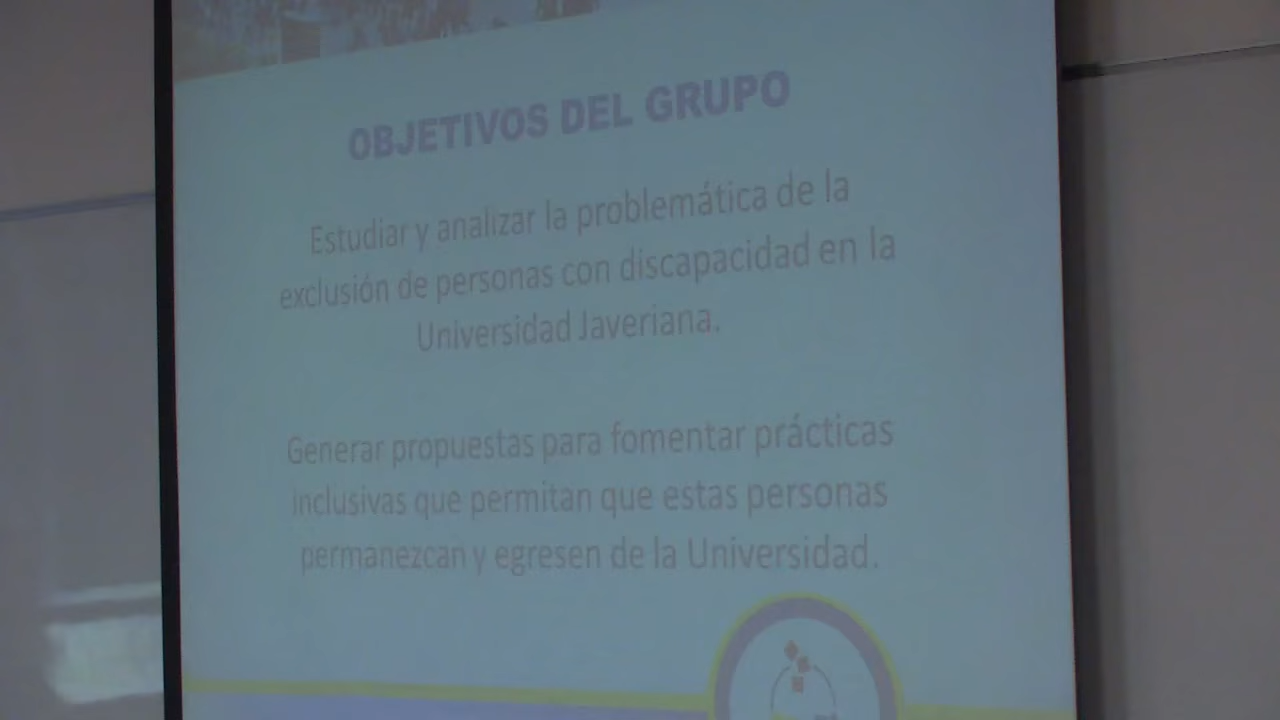 OBJETIVOS DEL GRUPO
Estudiar y analizar la problemática de la
exclusión de personas con discapacidad en la
Universidad Javeriana.
Generar propuestas para fomentar prácticas
inclusivas que permitan que estas personas
permanezcan y egresen de la Universidad.